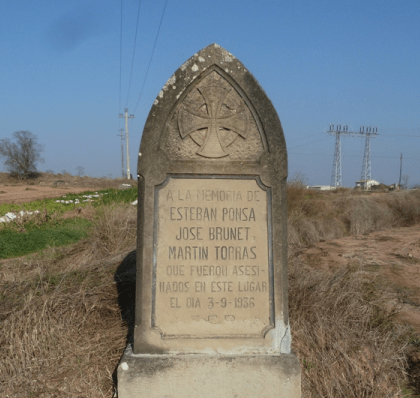 A LA MEMORIA DE
ESTEBAN PONSA
JOSE BRUNET
MARTIN TORRAS
QUE FUERON ASESI-
NADOS EN ESTE LUGAR
EL DIA 3-9-1936
E.P.D.